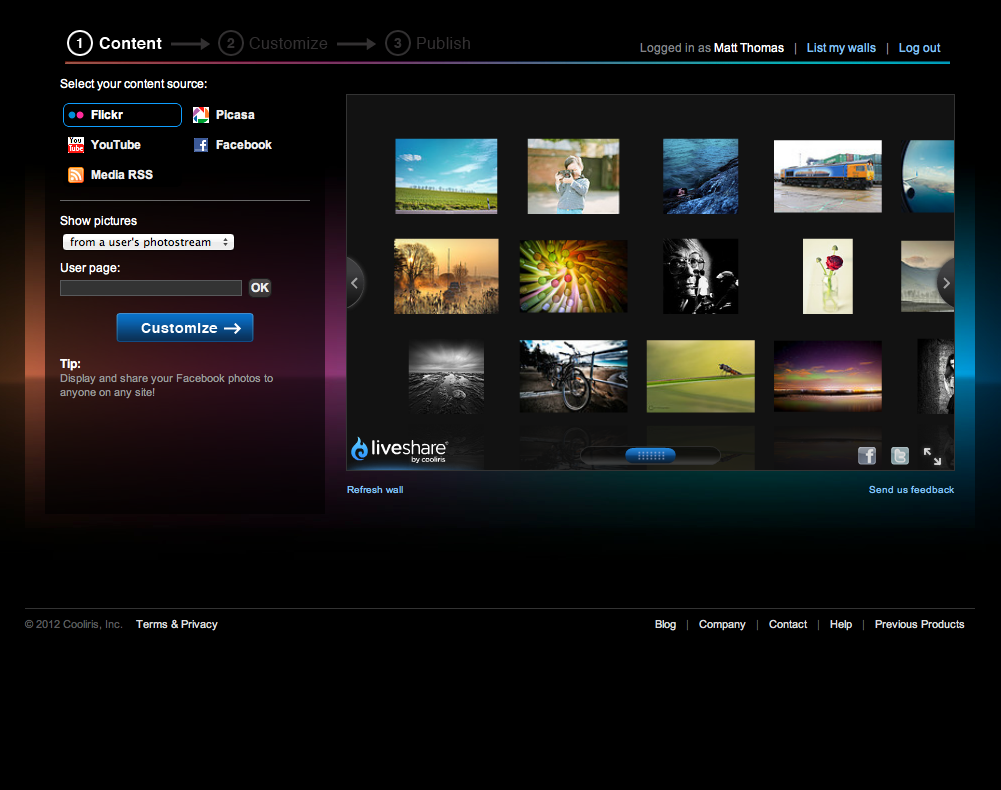 1 Content 2 Customize 3 Publish
Logged in as Matt Thomas | List my walls | Log out
Select your content source:
Flickr Picasa
You Tube YouTube f Facebook
Media RSS
Show pictures
from a user's photostream
User page:
OK
Customize →
Tip:
Display and share your Facebook photos to
anyone on any site!
liveshare
by cooliris
Refresh wall Send us feedback
© 2012 Cooliris, Inc. Terms & Privacy
Blog | Company | Contact | Help | Previous Products